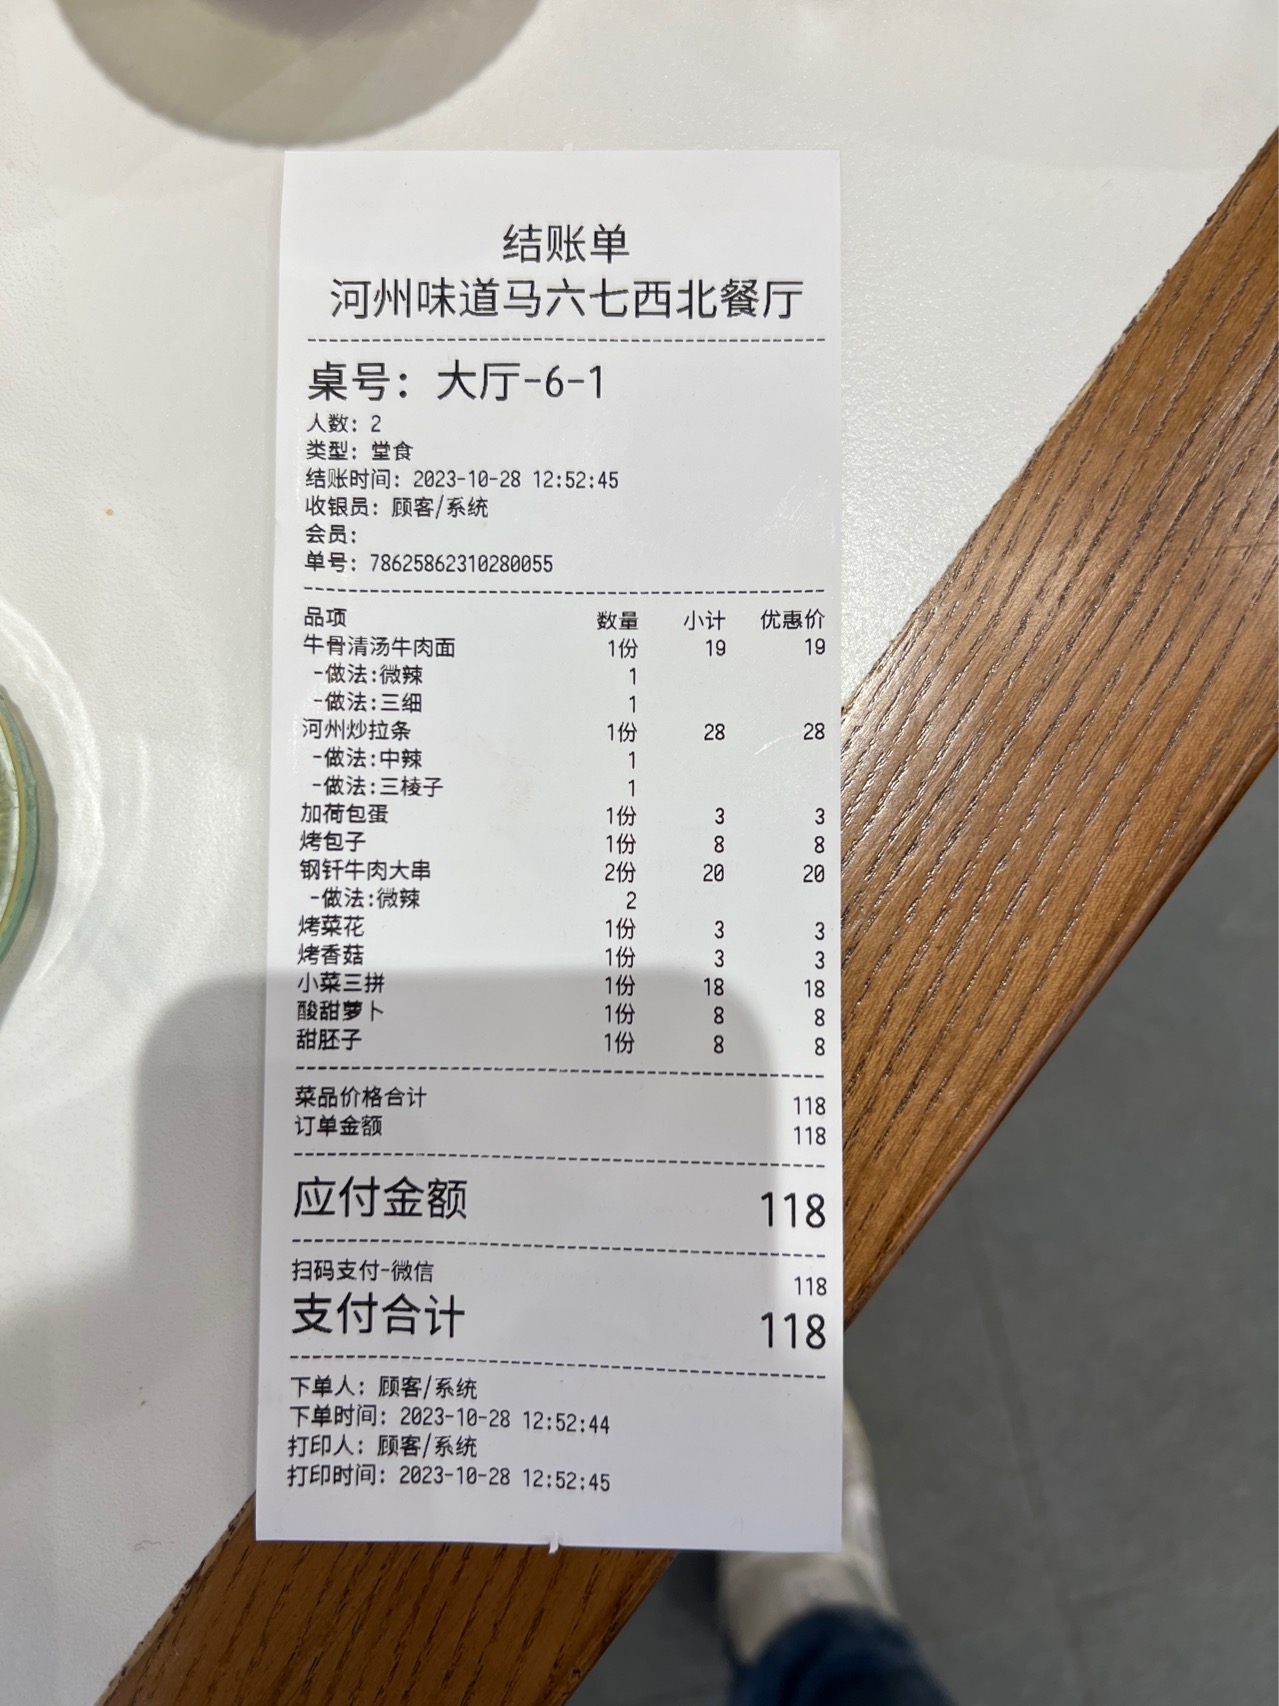 结账单
河州味道马六七西北餐厅
桌号：大厅-6-1
人数：2
类型：堂食
结账时间：2023-10-28 12:52:45
收银员：顾客/系统
会员：
单号：78625862310280055
品项 数量 小计 优惠价
牛骨清汤牛肉面 1份 19 19
-做法:微辣 1
-做法:三细 1
河州炒拉条 1份 28 28
-做法:中辣 1
-做法:三棱子 1
加荷包蛋 1份 3 3
烤包子 1份 8 8
钢钎牛肉大串 2份 20 20
-做法:微辣 2
烤菜花 1份 3 3
烤香菇 1份 3 3
小菜三拼 1份 18 18
酸甜萝卜 1份 8 8
甜胚子 1份 8 8
菜品价格合计 118
订单金额 118
应付金额 118
扫码支付-微信 118
支付合计 118
下单人：顾客/系统
下单时间：2023-10-28 12:52:44
打印人：顾客/系统
打印时间：2023-10-28 12:52:45